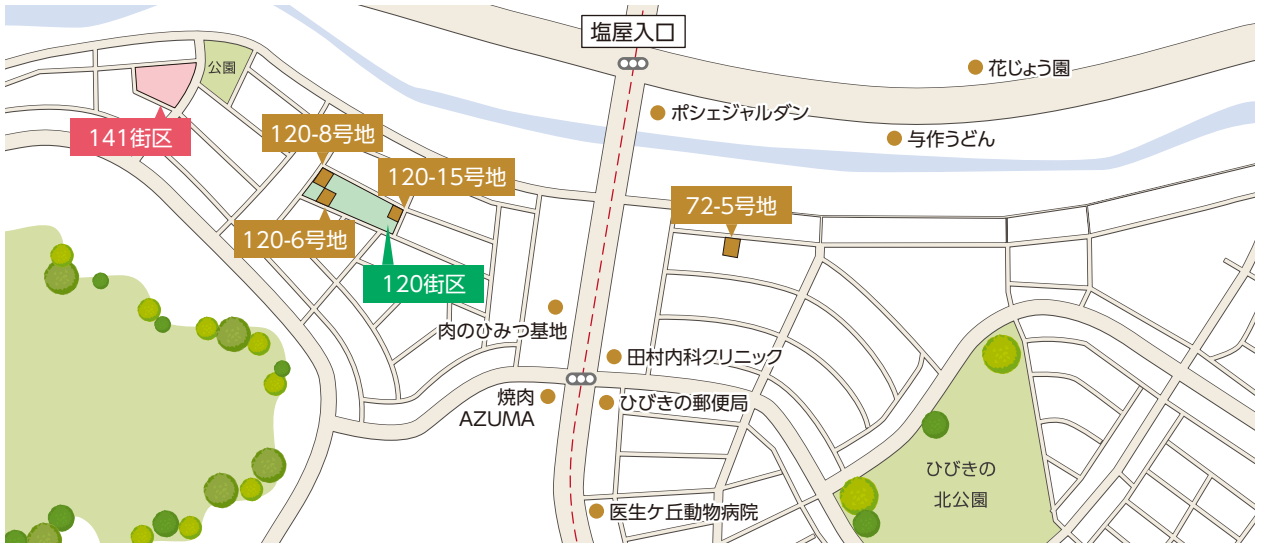 塩屋入口
公園
花じょう園
ポシェジャルダン
141街区
120-8号地
与作うどん
120-15号地
72-5号地
120-6号地
120街区
肉のひみつ基地
田村内科クリニック
焼肉
AZUMA
ひびきの郵便局
ひびきの
北公園
医生ケ丘動物病院